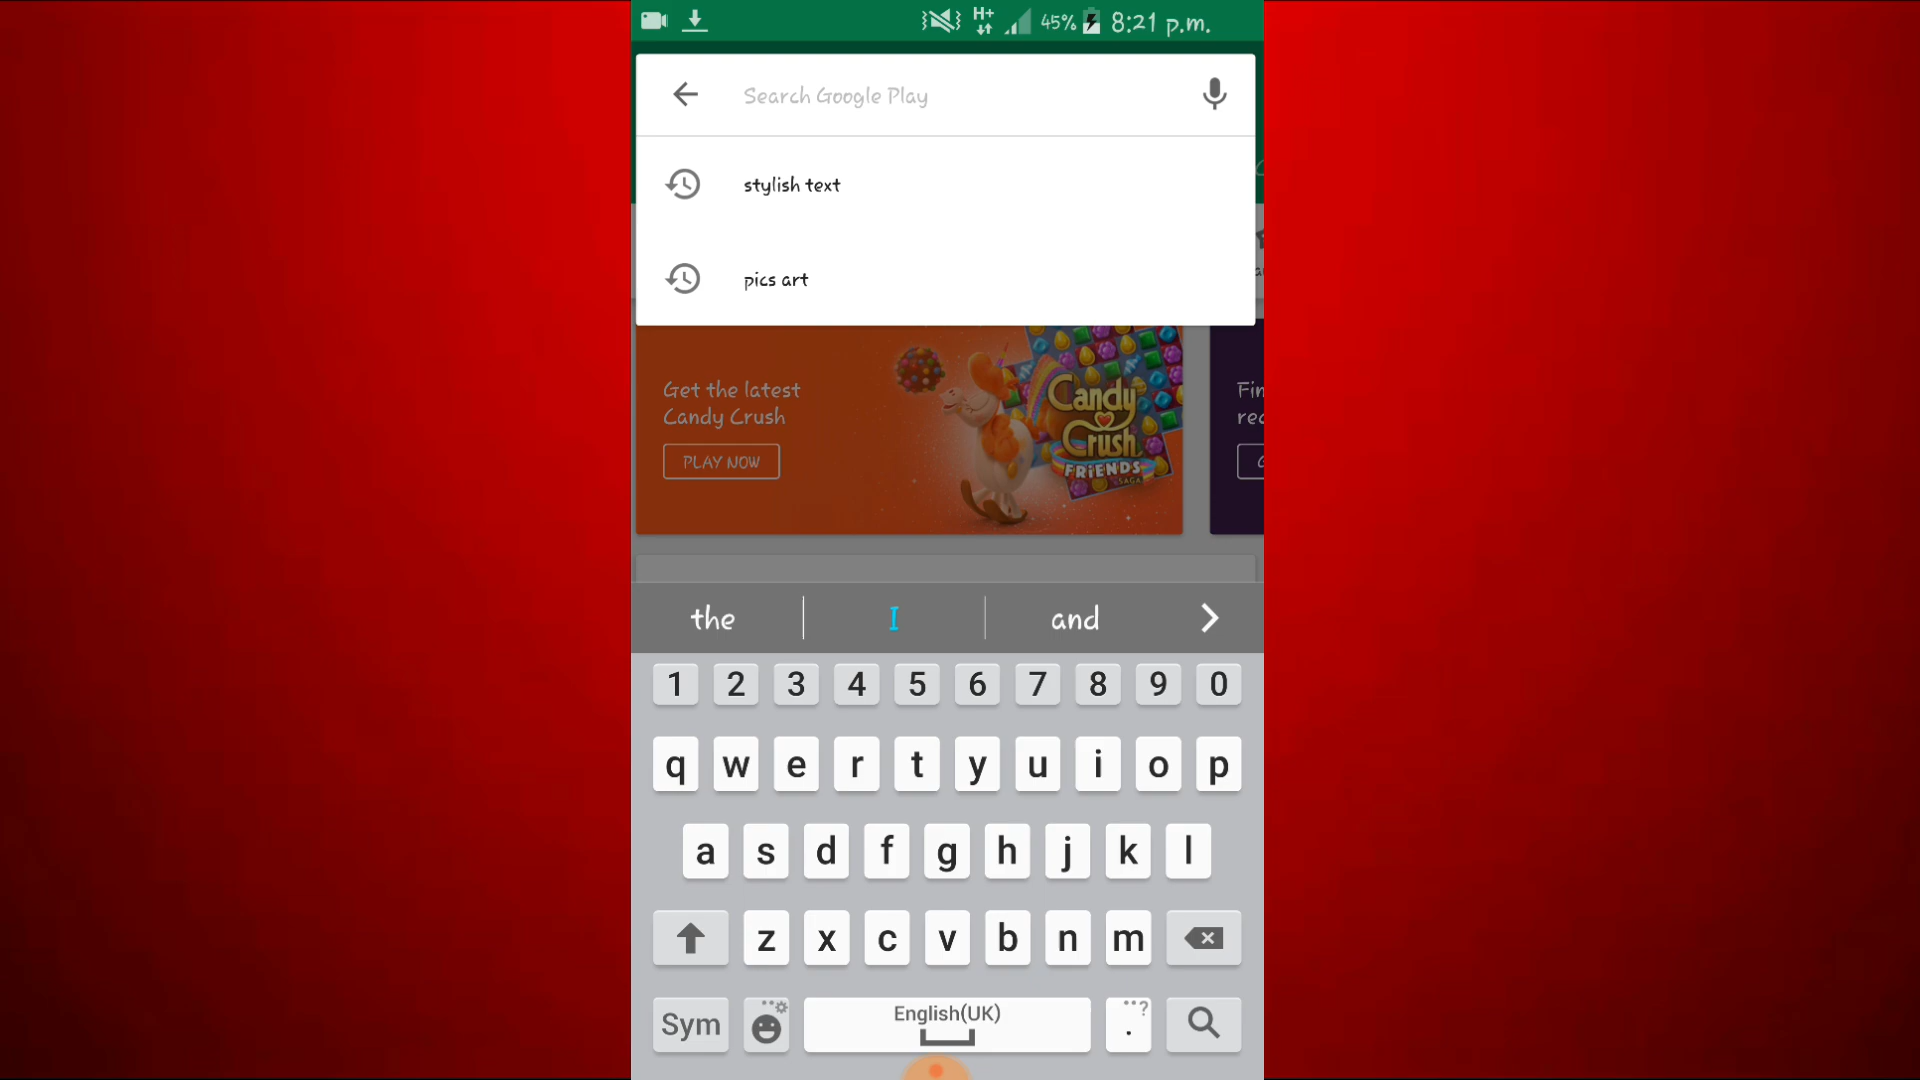 H+ 45% 8:21 p.m.
Search Google Play
stylish text
pics art
Get the latest
Candy Crush
PLAY NOW
Candy
Crush
FRIENDS
SAGA
the I and
1 2 3 4 5 6 7 8 9 0
q w e r t y u i o p
a s d f g h j k l
z x c v b n m
Sym English(UK) . ?